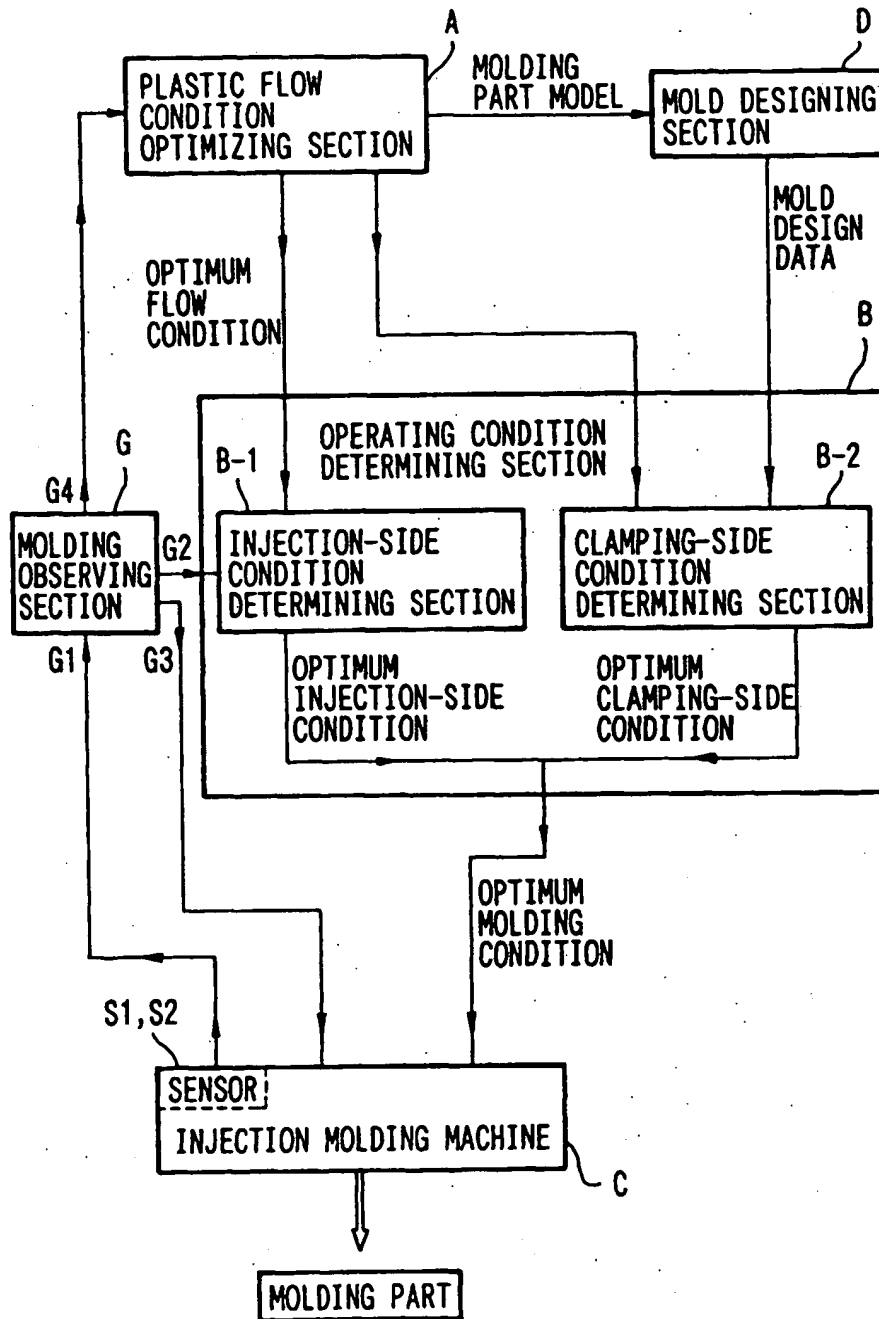 A
PLASTIC FLOW
CONDITION
OPTIMIZING SECTION
MOLDING
PART MODEL
D
MOLD DESIGNING
SECTION
OPTIMUM
FLOW
CONDITION
MOLD
DESIGN
DATA
B
OPERATING CONDITION
DETERMINING SECTION
G
G4
MOLDING
OBSERVING
SECTION
G2
G1
G3
B-1
INJECTION-SIDE
CONDITION
DETERMINING SECTION
B-2
CLAMPING-SIDE
CONDITION
DETERMINING SECTION
OPTIMUM
INJECTION-SIDE
CONDITION
OPTIMUM
CLAMPING-SIDE
CONDITION
OPTIMUM
MOLDING
CONDITION
S1,S2
SENSOR
INJECTION MOLDING MACHINE
C
MOLDING PART